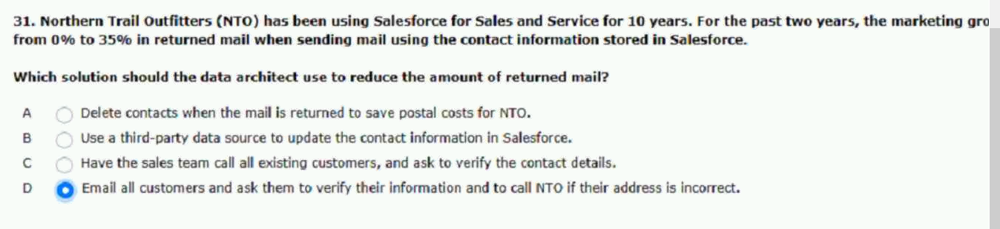 31. Northern Trail Outfitters (NTO) has been using Salesforce for Sales and Service for 10 years. For the past two years, the marketing gro
from 0% to 35% in returned mail when sending mail using the contact information stored in Salesforce.
Which solution should the data architect use to reduce the amount of returned mail?
A Delete contacts when the mail is returned to save postal costs for NTO.
B Use a third-party data source to update the contact information in Salesforce.
C Have the sales team call all existing customers, and ask to verify the contact details.
D Email all customers and ask them to verify their information and to call NTO if their address is incorrect.